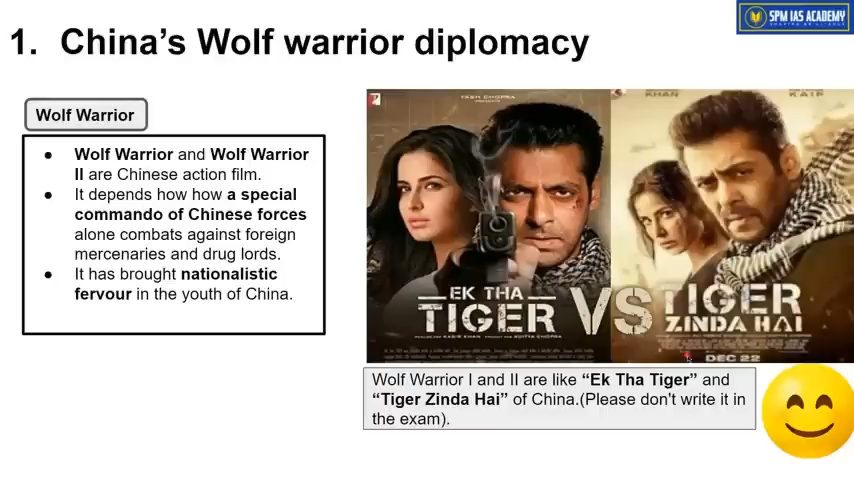 SPM IAS ACADEMY
1. China's Wolf warrior diplomacy
Wolf Warrior
● Wolf Warrior and Wolf Warrior
II are Chinese action film.
● It depends how how a special
commando of Chinese forces
alone combats against foreign
mercenaries and drug lords.
● It has brought nationalistic
fervour in the youth of China.
YASH CHOPRA
EK THA
TIGER
VS
KHAN KAIF
TIGER
ZINDA HAI
DEC 22
Wolf Warrior I and II are like “Ek Tha Tiger” and
“Tiger Zinda Hai” of China.(Please don't write it in
the exam).